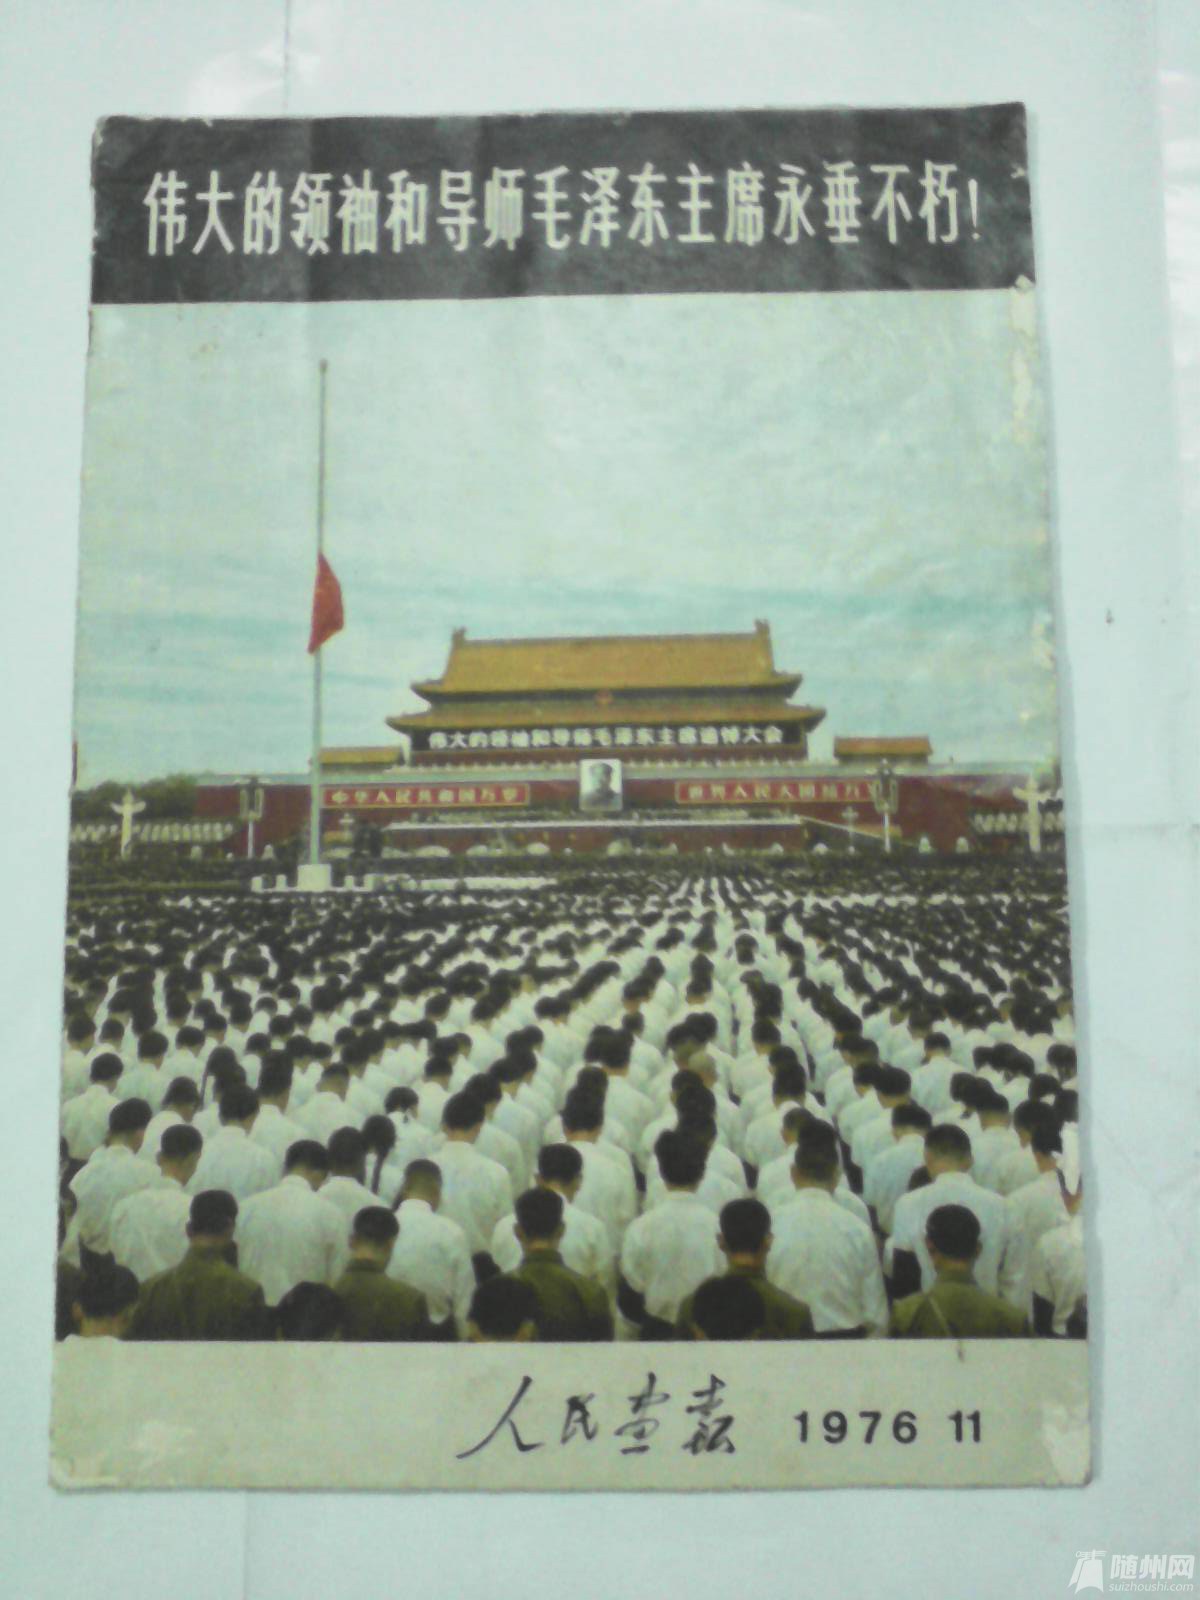 伟大的领袖和导师毛泽东主席永垂不朽！
伟大的领袖和导师毛泽东主席追悼大会
中华人民共和国万岁
世界人民大团结万岁
人民画报 1976 11
随州网
suizhoushi.com